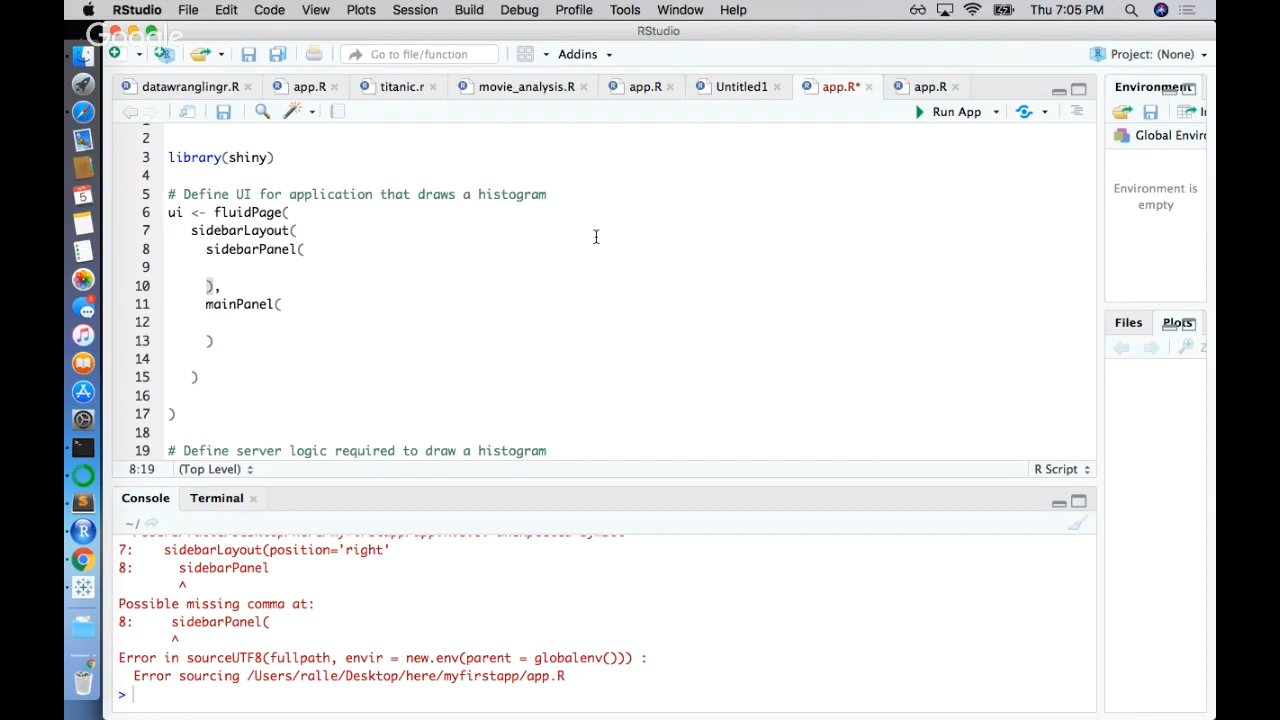 RStudio File Edit Code View Plots Session Build Debug Profile Tools Window Help Thu 7:05 PM
Google
RStudio
Go to file/function Addins Project: (None)
datawranglingr.R app.R titanic.r movie_analysis.R app.R Untitled1 app.R* app.R
Run App
2
3 library(shiny)
4
5 # Define UI for application that draws a histogram
6 ui <- fluidPage(
7 sidebarLayout(
8 sidebarPanel(
9
10 ),
11 mainPanel(
12
13 )
14
15 )
16
17 )
18
19 # Define server logic required to draw a histogram
8:19 (Top Level) R Script
Console Terminal
~/
7: sidebarLayout(position='right'
8: sidebarPanel
^
Possible missing comma at:
8: sidebarPanel(
^
Error in sourceUTF8(fullpath, envir = new.env(parent = globalenv())) :
Error sourcing /Users/ralle/Desktop/here/myfirstapp/app.R
>
Environment
Global Enviro
Environment is
empty
Files Plots